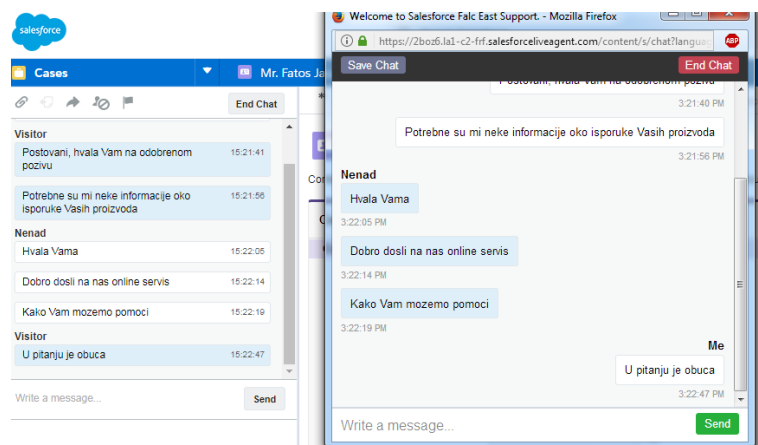 salesforce
Cases
Mr. Fatos Ja
End Chat
Visitor
Postovani, hvala Vam na odobrenom
pozivu
15:21:41
Potrebne su mi neke informacije oko
isporuke Vasih proizvoda
15:21:56
Nenad
Hvala Vama
15:22:05
Dobro dosli na nas online servis
15:22:14
Kako Vam mozemo pomoci
15:22:19
Visitor
U pitanju je obuca
15:22:47
Write a message...
Send
Welcome to Salesforce Falc East Support. - Mozilla Firefox
https://2boz6.la1-c2-frf.salesforceliveagent.com/content/s/chat?langua
ABP
Save Chat
End Chat
Postovani, hvala Vam na odobrenom pozivu
3:21:40 PM
Potrebne su mi neke informacije oko isporuke Vasih proizvoda
3:21:56 PM
Nenad
Hvala Vama
3:22:05 PM
Dobro dosli na nas online servis
3:22:14 PM
Kako Vam mozemo pomoci
3:22:19 PM
Me
U pitanju je obuca
3:22:47 PM
Write a message...
Send